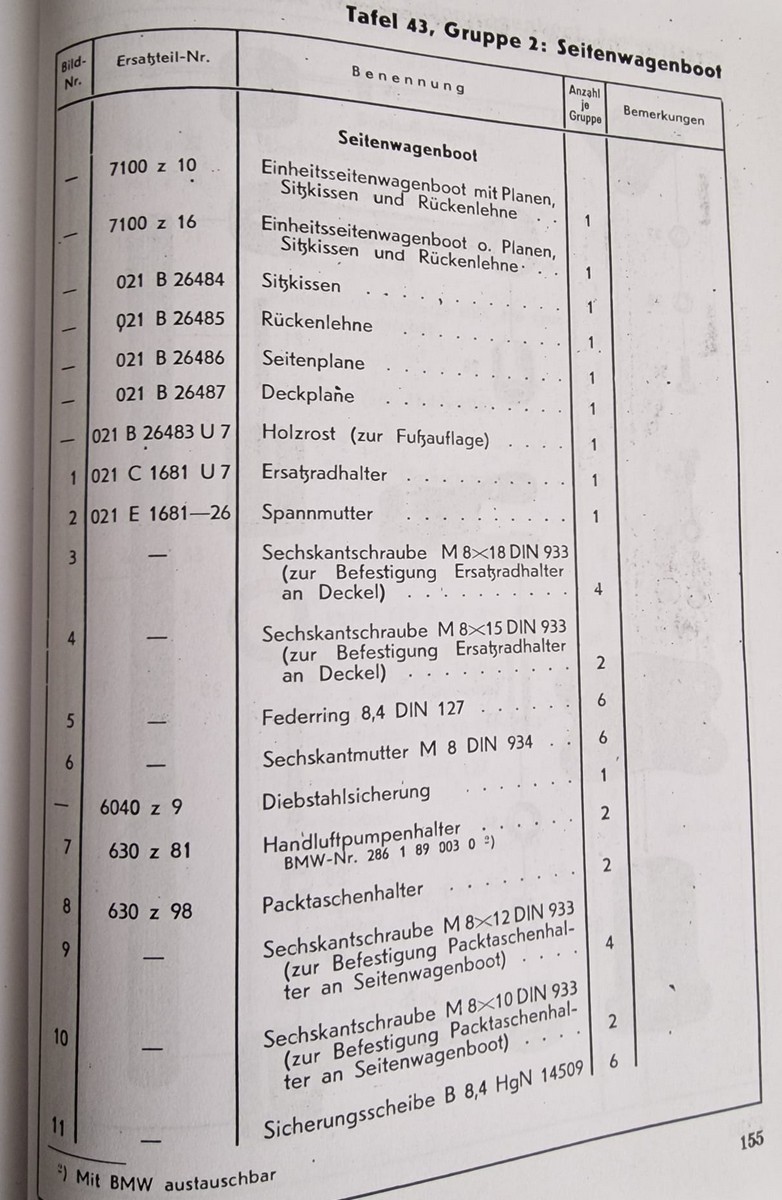 Tafel 43, Gruppe 2: Seitenwagenboot
Bild-Nr. Ersatzteil-Nr. Benennung Anzahl je Gruppe Bemerkungen
Seitenwagenboot
— 7100 z 10 Einheitsseitenwagenboot mit Planen,
Sitzkissen und Rückenlehne . . 1
— 7100 z 16 Einheitsseitenwagenboot o. Planen,
Sitzkissen und Rückenlehne . . . 1
— 021 B 26484 Sitzkissen . . . . . . . . . . 1
— 021 B 26485 Rückenlehne . . . . . . . . . 1
— 021 B 26486 Seitenplane . . . . . . . . . . 1
— 021 B 26487 Deckplane . . . . . . . . . . 1
— 021 B 26483 U 7 Holzrost (zur Fußauflage) . . . . 1
1 021 C 1681 U 7 Ersatzradhalter . . . . . . . . . 1
2 021 E 1681—26 Spannmutter . . . . . . . . . 1
3 — Sechskantschraube M 8×18 DIN 933
(zur Befestigung Ersatzradhalter
an Deckel) . . . . . . . . . 4
4 — Sechskantschraube M 8×15 DIN 933
(zur Befestigung Ersatzradhalter
an Deckel) . . . . . . . . . 2
5 — Federring 8,4 DIN 127 . . . . . . 6
6 — Sechskantmutter M 8 DIN 934 . . 6
— 6040 z 9 Diebstahlsicherung . . . . . . 1
7 630 z 81 Handluftpumpenhalter . . . . . . 2
BMW-Nr. 286 1 89 003 0 ²)
8 630 z 98 Packtaschenhalter . . . . . . . . 2
9 — Sechskantschraube M 8×12 DIN 933
(zur Befestigung Packtaschenhal-
ter an Seitenwagenboot) . . . . 4
10 — Sechskantschraube M 8×10 DIN 933
(zur Befestigung Packtaschenhal-
ter an Seitenwagenboot) . . . . 2
11 — Sicherungsscheibe B 8,4 HgN 14509 6
²) Mit BMW austauschbar
155